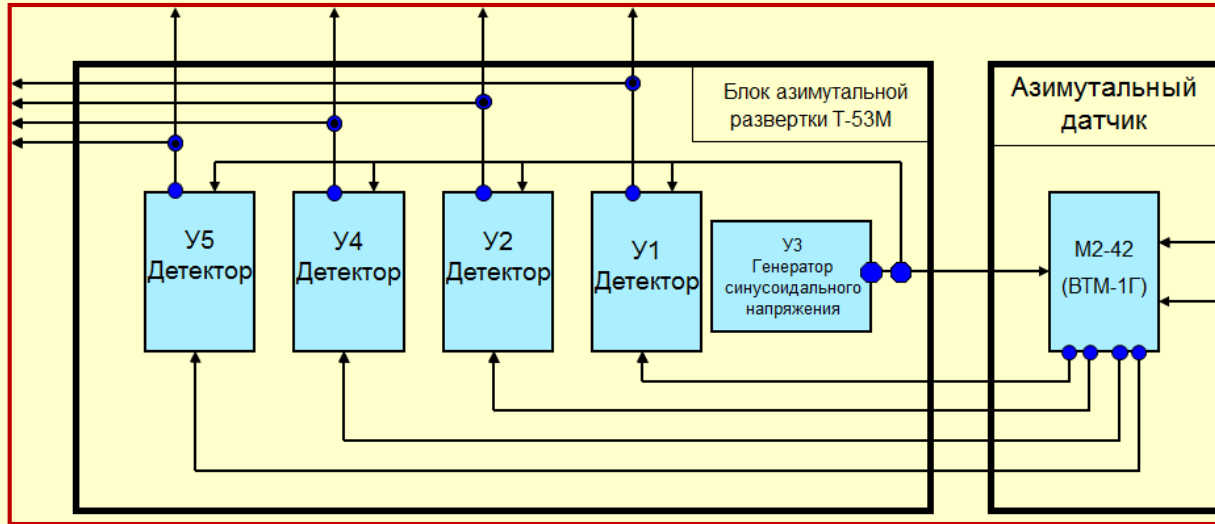 Блок азимутальной
развертки Т-53М
Азимутальный
датчик
У5
Детектор
У4
Детектор
У2
Детектор
У1
Детектор
У3
Генератор
синусоидального
напряжения
М2-42
(ВТМ-1Г)